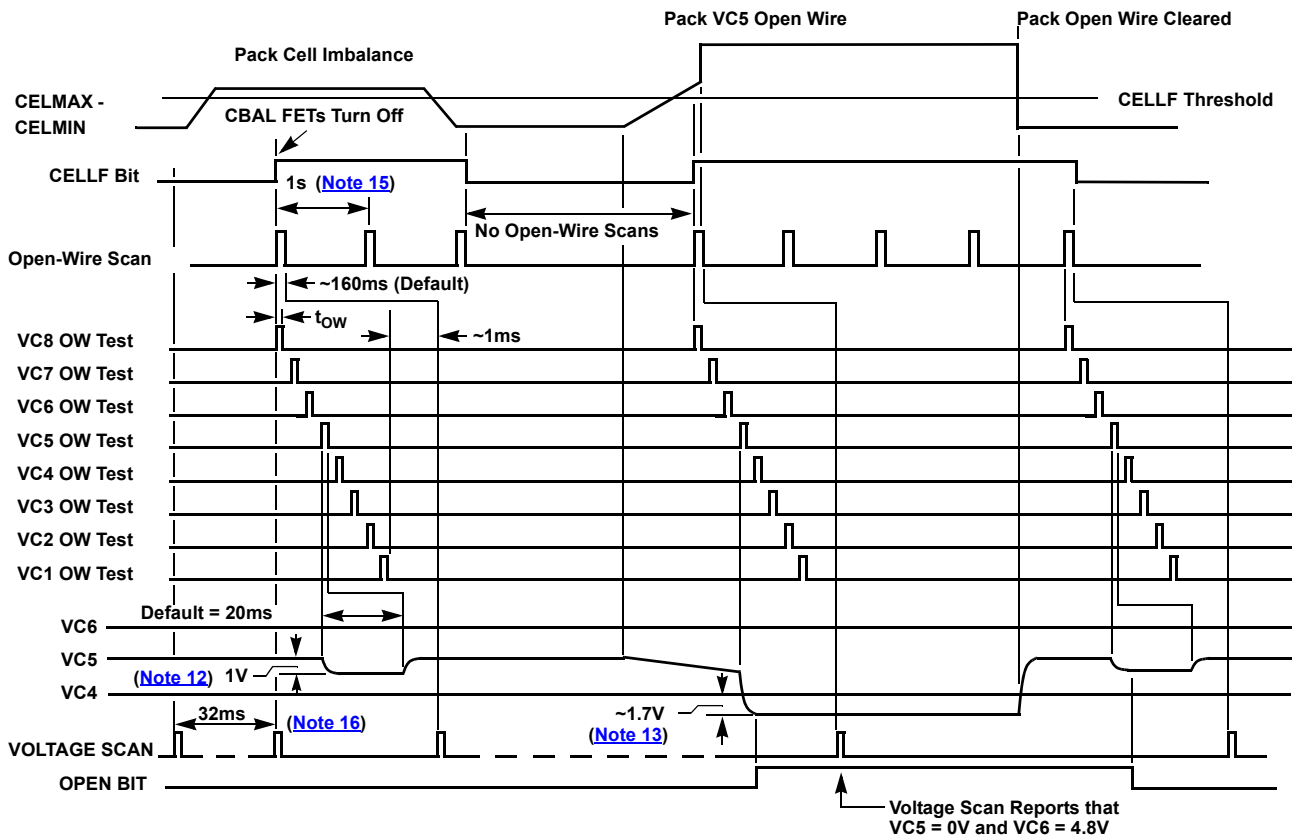 Pack VC5 Open Wire
Pack Open Wire Cleared
Pack Cell Imbalance
CELMAX -
CELMIN
CELLF Threshold
CBAL FETs Turn Off
CELLF Bit
1s (Note 15)
No Open-Wire Scans
Open-Wire Scan
~160ms (Default)
tOW
~1ms
VC8 OW Test
VC7 OW Test
VC6 OW Test
VC5 OW Test
VC4 OW Test
VC3 OW Test
VC2 OW Test
VC1 OW Test
Default = 20ms
VC6
VC5
(Note 12) 1V
VC4
~1.7V
(Note 13)
32ms
(Note 16)
VOLTAGE SCAN
OPEN BIT
Voltage Scan Reports that
VC5 = 0V and VC6 = 4.8V